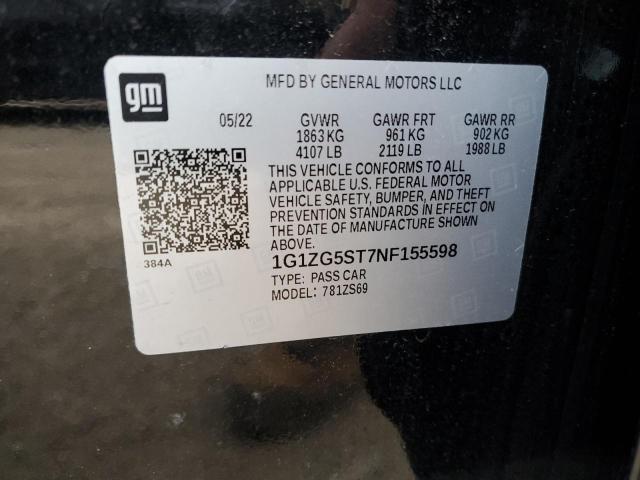 gm
MFD BY GENERAL MOTORS LLC
05/22 GVWR GAWR FRT GAWR RR
1863 KG 961 KG 902 KG
4107 LB 2119 LB 1988 LB
THIS VEHICLE CONFORMS TO ALL
APPLICABLE U.S. FEDERAL MOTOR
VEHICLE SAFETY, BUMPER, AND THEFT
PREVENTION STANDARDS IN EFFECT ON
THE DATE OF MANUFACTURE SHOWN
ABOVE.
384A
1G1ZG5ST7NF155598
TYPE: PASS CAR
MODEL: 781ZS69